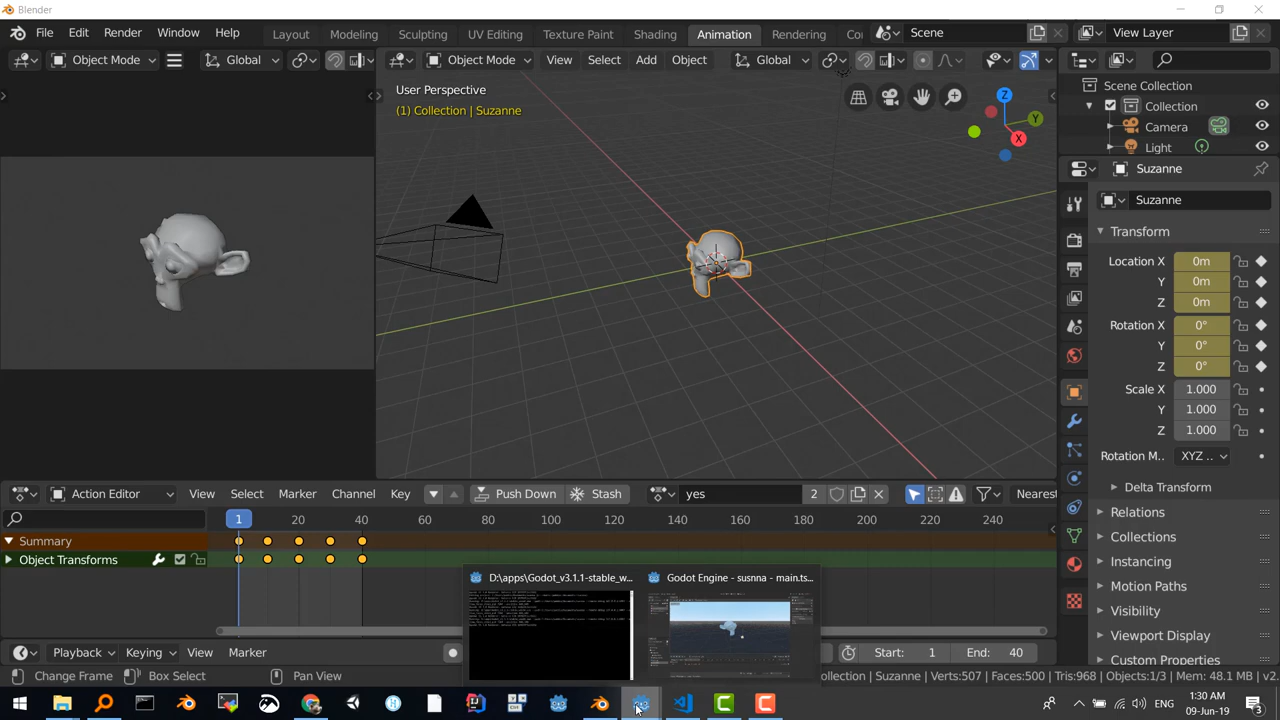 Blender
File Edit Render Window Help Layout Modeling Sculpting UV Editing Texture Paint Shading Animation Rendering Co Scene View Layer
Object Mode Global Object Mode View Select Add Object Global
User Perspective
(1) Collection | Suzanne
Z
Y
X
Scene Collection
Collection
Camera
Light
Suzanne
Suzanne
Transform
Location X 0m
Y 0m
Z 0m
Rotation X 0°
Y 0°
Z 0°
Scale X 1.000
Y 1.000
Z 1.000
Rotation M.. XYZ ..
Delta Transform
Relations
Collections
Instancing
Motion Paths
Visibility
Viewport Display
Custom Properties
Action Editor View Select Marker Channel Key Push Down Stash yes 2 Nearest
1 20 40 60 80 100 120 140 160 180 200 220 240
Summary
Object Transforms
D:\apps\Godot_v3.1.1-stable_w... Godot Engine - susnna - main.ts...
Playback Keying View Marker Start: 1 End: 40
Box Select Pan View ollection | Suzanne | Verts:507 | Faces:500 | Tris:968 | Objects:1/3 | Mem: 48.1 MB | v2.
ENG 1:30 AM
09-Jun-19
3